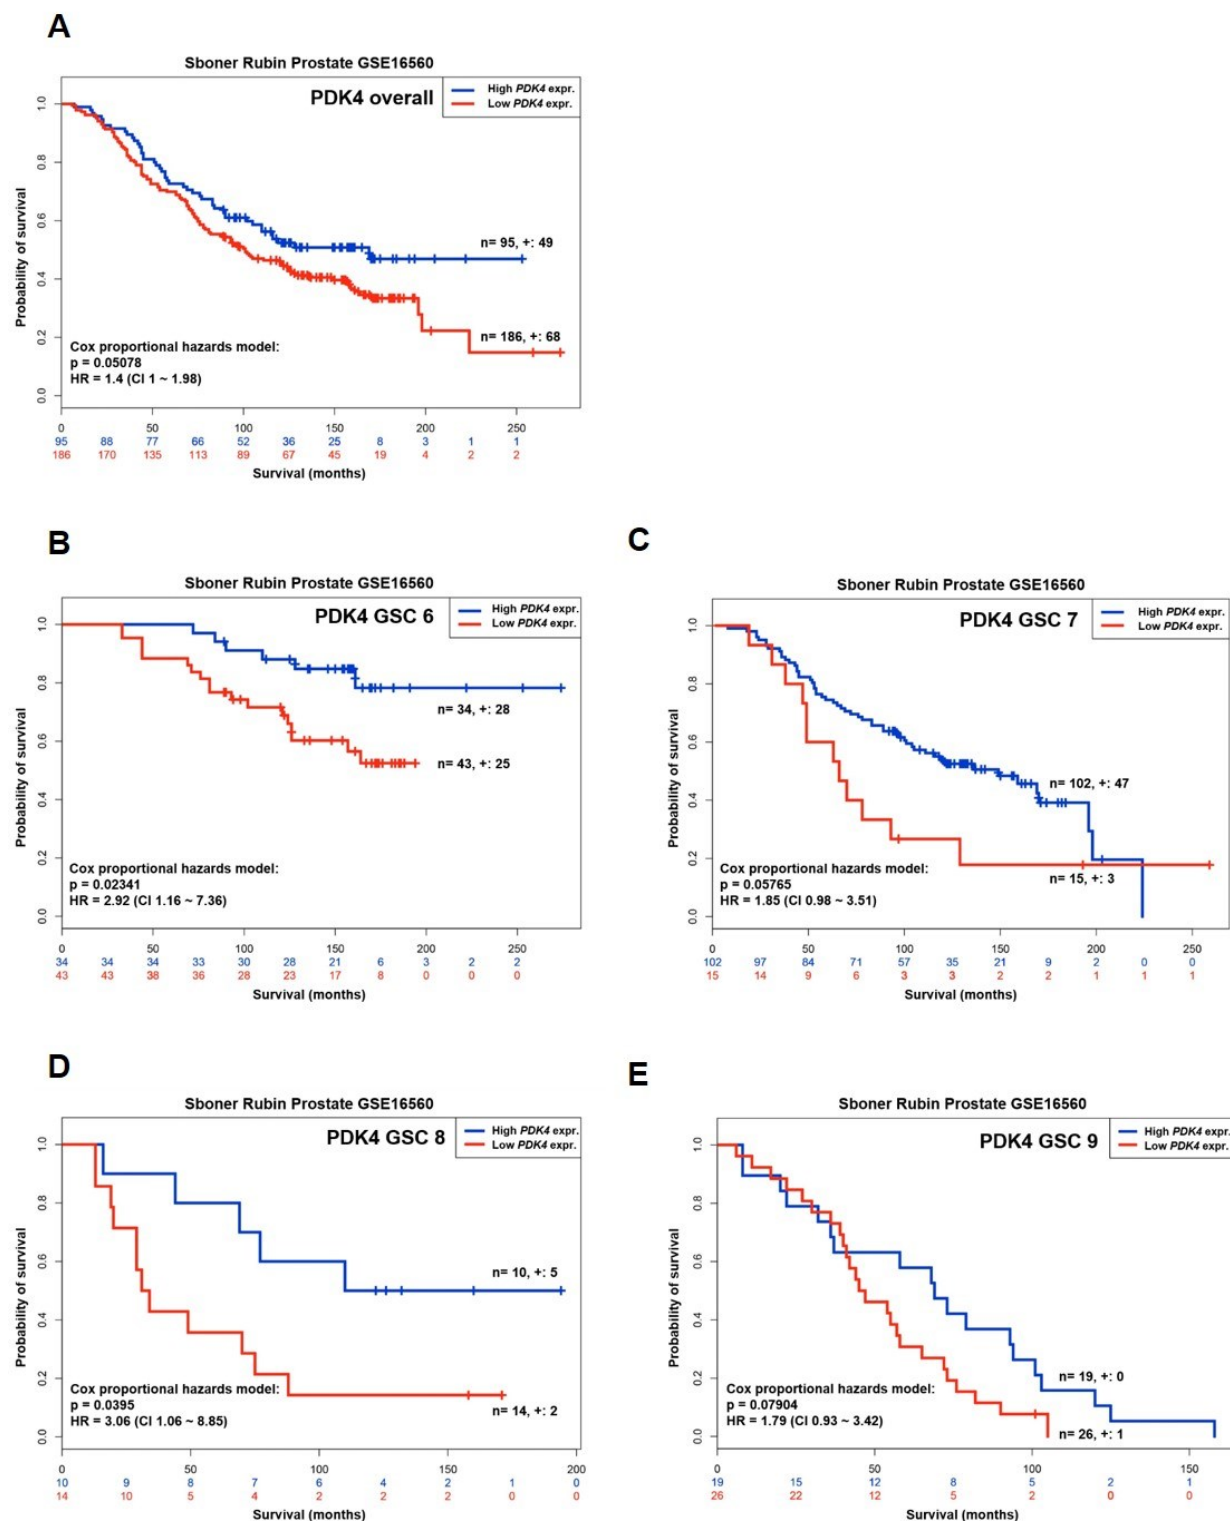 A
Sboner Rubin Prostate GSE16560
PDK4 overall
High PDK4 expr.
Low PDK4 expr.
Probability of survival
1.0
0.8
0.6
0.4
0.2
0.0
n= 95, +: 49
n= 186, +: 68
Cox proportional hazards model:
p = 0.05078
HR = 1.4 (CI 1 ~ 1.98)
0 50 100 150 200 250
95 88 77 66 52 36 25 8 3 1 1
186 170 135 113 89 67 45 19 4 2 2
Survival (months)
B
Sboner Rubin Prostate GSE16560
PDK4 GSC 6
High PDK4 expr.
Low PDK4 expr.
Probability of survival
1.0
0.8
0.6
0.4
0.2
0.0
n= 34, +: 28
n= 43, +: 25
Cox proportional hazards model:
p = 0.02341
HR = 2.92 (CI 1.16 ~ 7.36)
0 50 100 150 200 250
34 34 34 33 30 28 21 6 3 2 2
43 43 38 36 28 23 17 8 0 0 0
Survival (months)
C
Sboner Rubin Prostate GSE16560
PDK4 GSC 7
High PDK4 expr.
Low PDK4 expr.
Probability of survival
1.0
0.8
0.6
0.4
0.2
0.0
n= 102, +: 47
n= 15, +: 3
Cox proportional hazards model:
p = 0.05765
HR = 1.85 (CI 0.98 ~ 3.51)
0 50 100 150 200 250
102 97 84 71 57 35 21 9 2 0 0
15 14 9 6 3 3 2 2 1 1 1
Survival (months)
D
Sboner Rubin Prostate GSE16560
PDK4 GSC 8
High PDK4 expr.
Low PDK4 expr.
Probability of survival
1.0
0.8
0.6
0.4
0.2
0.0
n= 10, +: 5
n= 14, +: 2
Cox proportional hazards model:
p = 0.0395
HR = 3.06 (CI 1.06 ~ 8.85)
0 50 100 150 200
10 9 8 7 6 4 2 1 0
14 10 5 4 2 2 2 0 0
Survival (months)
E
Sboner Rubin Prostate GSE16560
PDK4 GSC 9
High PDK4 expr.
Low PDK4 expr.
Probability of survival
1.0
0.8
0.6
0.4
0.2
0.0
n= 19, +: 0
n= 26, +: 1
Cox proportional hazards model:
p = 0.07904
HR = 1.79 (CI 0.93 ~ 3.42)
0 50 100 150
19 15 12 8 5 2 1
26 22 12 5 2 0 0
Survival (months)